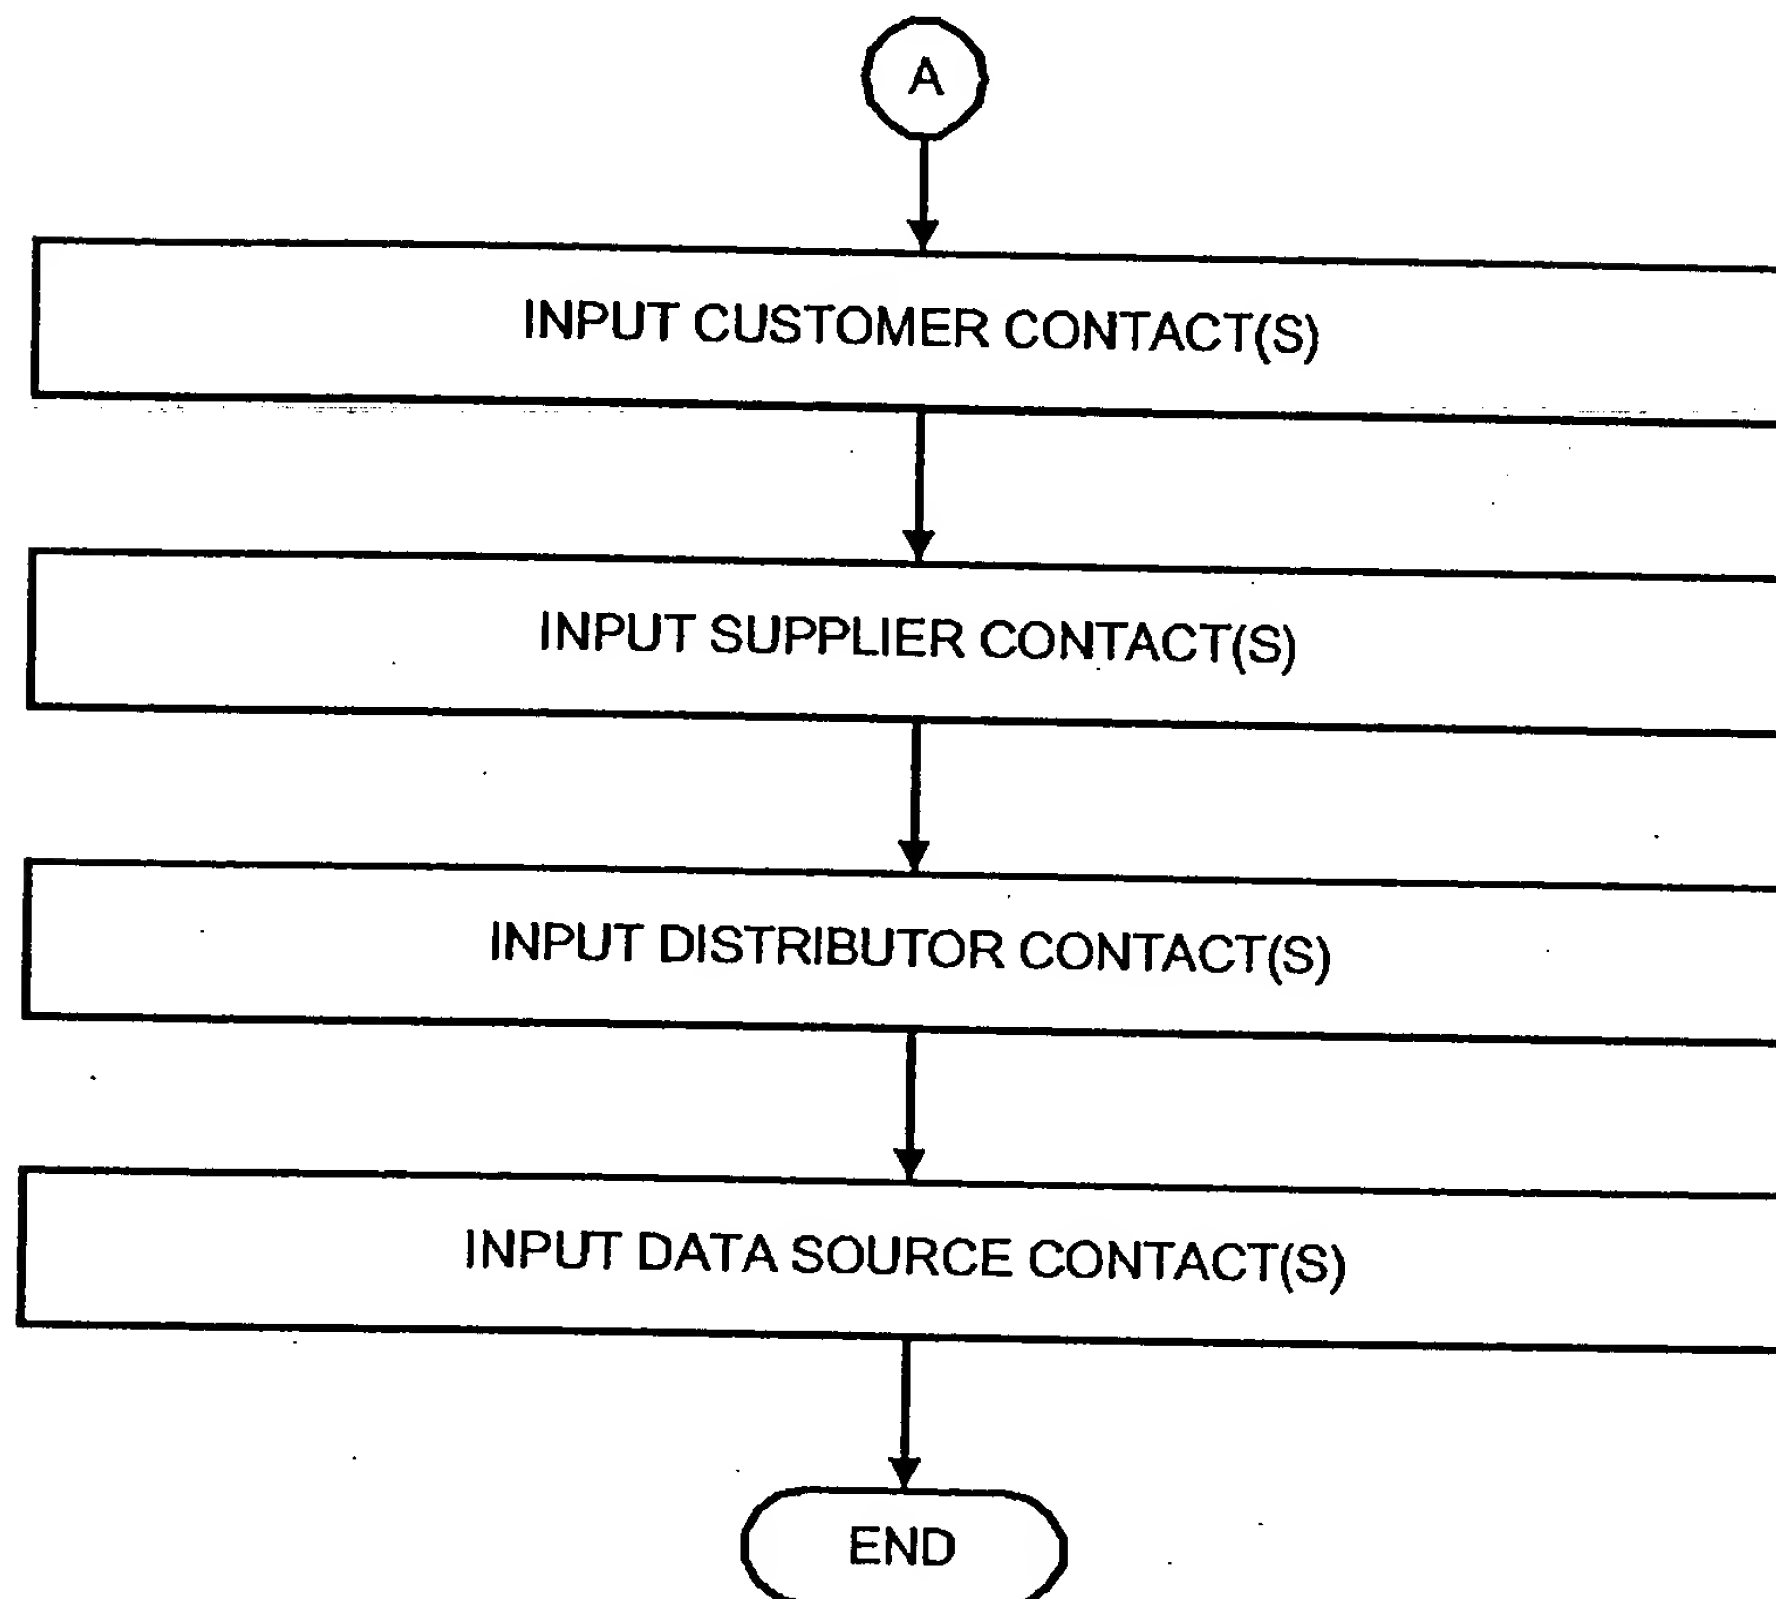 A
INPUT CUSTOMER CONTACT(S)
INPUT SUPPLIER CONTACT(S)
INPUT DISTRIBUTOR CONTACT(S)
INPUT DATA SOURCE CONTACT(S)
END